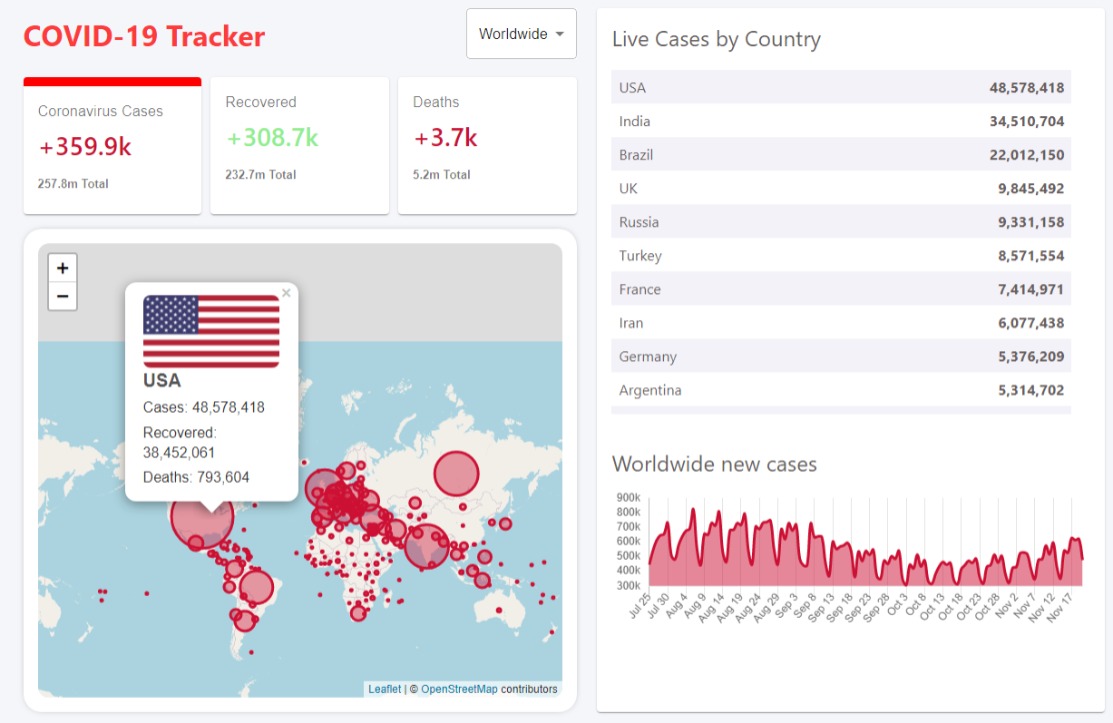 COVID-19 Tracker
Worldwide
Coronavirus Cases
+359.9k
257.8m Total
Recovered
+308.7k
232.7m Total
Deaths
+3.7k
5.2m Total
+
−
×
USA
Cases: 48,578,418
Recovered:
38,452,061
Deaths: 793,604
Leaflet | © OpenStreetMap contributors
Live Cases by Country
USA 48,578,418
India 34,510,704
Brazil 22,012,150
UK 9,845,492
Russia 9,331,158
Turkey 8,571,554
France 7,414,971
Iran 6,077,438
Germany 5,376,209
Argentina 5,314,702
Worldwide new cases
900k
800k
700k
600k
500k
400k
300k
Jul 25 Jul 30 Aug 4 Aug 9 Aug 14 Aug 19 Aug 24 Aug 29 Sep 3 Sep 8 Sep 13 Sep 18 Sep 23 Sep 28 Oct 3 Oct 8 Oct 13 Oct 18 Oct 23 Oct 28 Nov 2 Nov 7 Nov 12 Nov 17